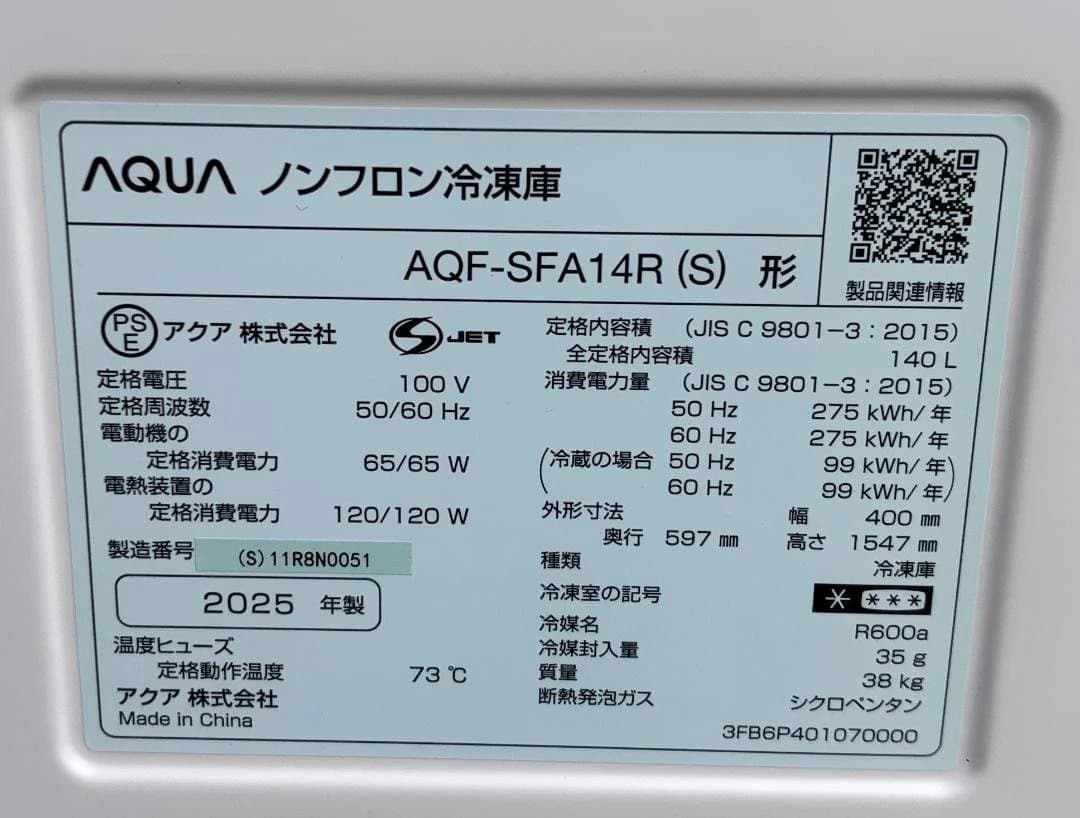 AQUA ノンフロン冷凍庫
AQF-SFA14R (S) 形
製品関連情報
PS
E
アクア 株式会社
S JET
定格電圧 100 V
定格周波数 50/60 Hz
電動機の
定格消費電力 65/65 W
電熱装置の
定格消費電力 120/120 W
製造番号 (S)11R8N0051
2025 年製
温度ヒューズ
定格動作温度 73 ℃
アクア 株式会社
Made in China
定格内容積 (JIS C 9801-3 : 2015)
全定格内容積 140 L
消費電力量 (JIS C 9801-3 : 2015)
50 Hz 275 kWh/年
60 Hz 275 kWh/年
(冷蔵の場合 50 Hz 99 kWh/年
60 Hz 99 kWh/年)
外形寸法 幅 400 ㎜
奥行 597 ㎜ 高さ 1547 ㎜
種類 冷凍庫
冷凍室の記号 * ***
冷媒名 R600a
冷媒封入量 35 g
質量 38 kg
断熱発泡ガス シクロペンタン
3FB6P401070000